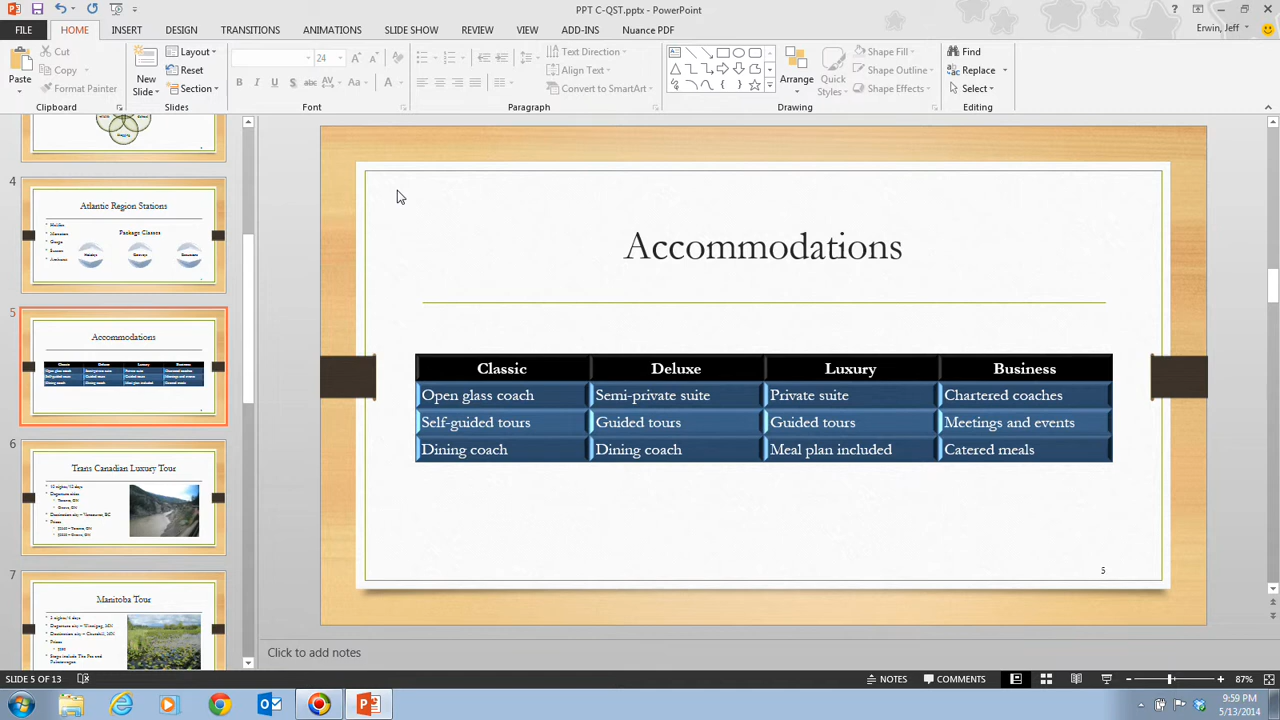 PPT C-QST.pptx - PowerPoint
FILE
HOME
INSERT
DESIGN
TRANSITIONS
ANIMATIONS
SLIDE SHOW
REVIEW
VIEW
ADD-INS
Nuance PDF
Erwin, Jeff
Paste
Cut
Copy
Format Painter
Clipboard
New Slide
Layout
Reset
Section
Slides
24
Font
Text Direction
Align Text
Convert to SmartArt
Paragraph
Arrange
Quick Styles
Shape Fill
Shape Outline
Shape Effects
Drawing
Find
Replace
Select
Editing
4
Atlantic Region Stations
Package Classes
5
Accommodations
6
Trans Canadian Luxury Tour
7
Manitoba Tour
Accommodations
Classic Deluxe Luxury Business
Open glass coach Semi-private suite Private suite Chartered coaches
Self-guided tours Guided tours Guided tours Meetings and events
Dining coach Dining coach Meal plan included Catered meals
5
Click to add notes
SLIDE 5 OF 13
NOTES
COMMENTS
87%
9:59 PM
5/13/2014